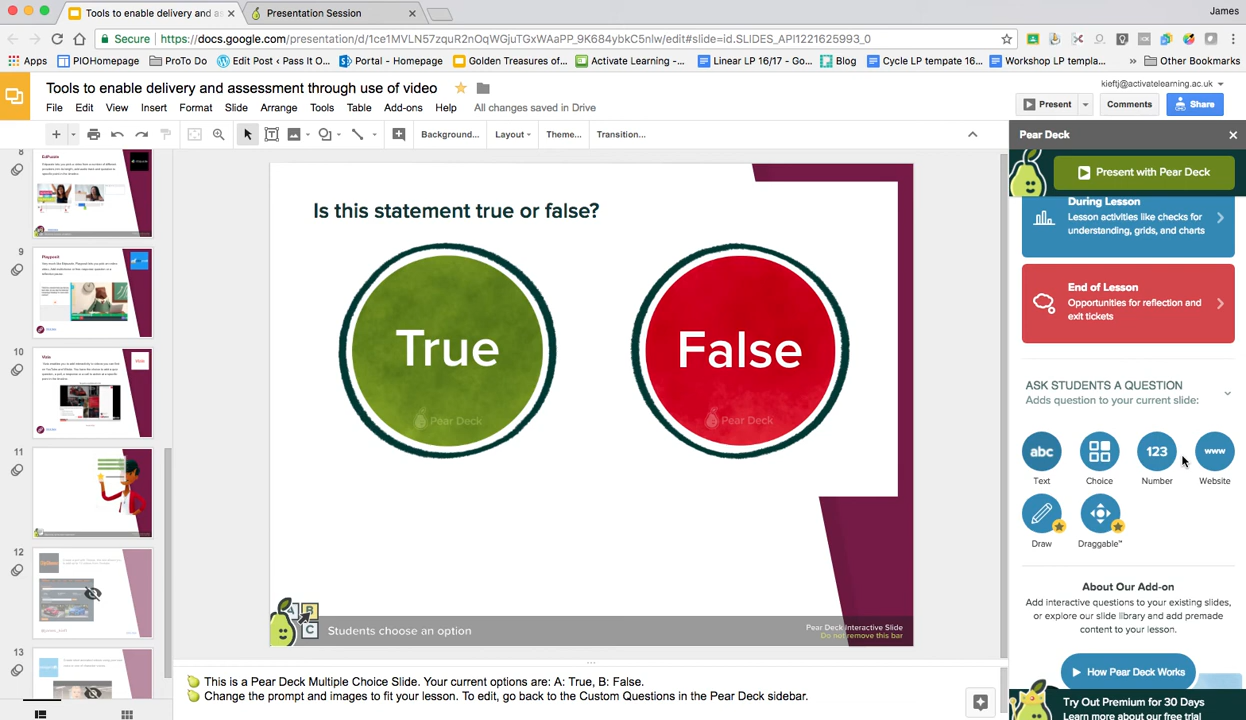 Tools to enable delivery and as
Presentation Session
James
Secure
https://docs.google.com/presentation/d/1ce1MVLN57zquR2nOqWGjuTGxWAaPP_9K684ybkC5nlw/edit#slide=id.SLIDES_API1221625993_0
Apps
PIOHomepage
ProTo Do
Edit Post ‹ Pass It O...
Portal - Homepage
Golden Treasures of...
Activate Learning -...
Linear LP 16/17 - Go...
Blog
Cycle LP tempate 16...
Workshop LP templa...
»
Other Bookmarks
Tools to enable delivery and assessment through use of video
kieftj@activatelearning.ac.uk
File Edit View Insert Format Slide Arrange Tools Table Add-ons Help All changes saved in Drive
Present
Comments
Share
Background...
Layout
Theme...
Transition...
Pear Deck
Present with Pear Deck
During Lesson
Lesson activities like checks for
understanding, grids, and charts
End of Lesson
Opportunities for reflection and
exit tickets
ASK STUDENTS A QUESTION
Adds question to your current slide:
abc
123
www
Text
Choice
Number
Website
Draw
Draggable™
About Our Add-on
Add interactive questions to your existing slides,
or explore our slide library and add premade
content to your lesson.
How Pear Deck Works
Try Out Premium for 30 Days
Learn more about our free trial
8
EdPuzzle
9
Playposit
10
11
12
13
Is this statement true or false?
True
False
Pear Deck
Pear Deck
A B
C
Students choose an option
Pear Deck Interactive Slide
Do not remove this bar
This is a Pear Deck Multiple Choice Slide. Your current options are: A: True, B: False.
Change the prompt and images to fit your lesson. To edit, go back to the Custom Questions in the Pear Deck sidebar.